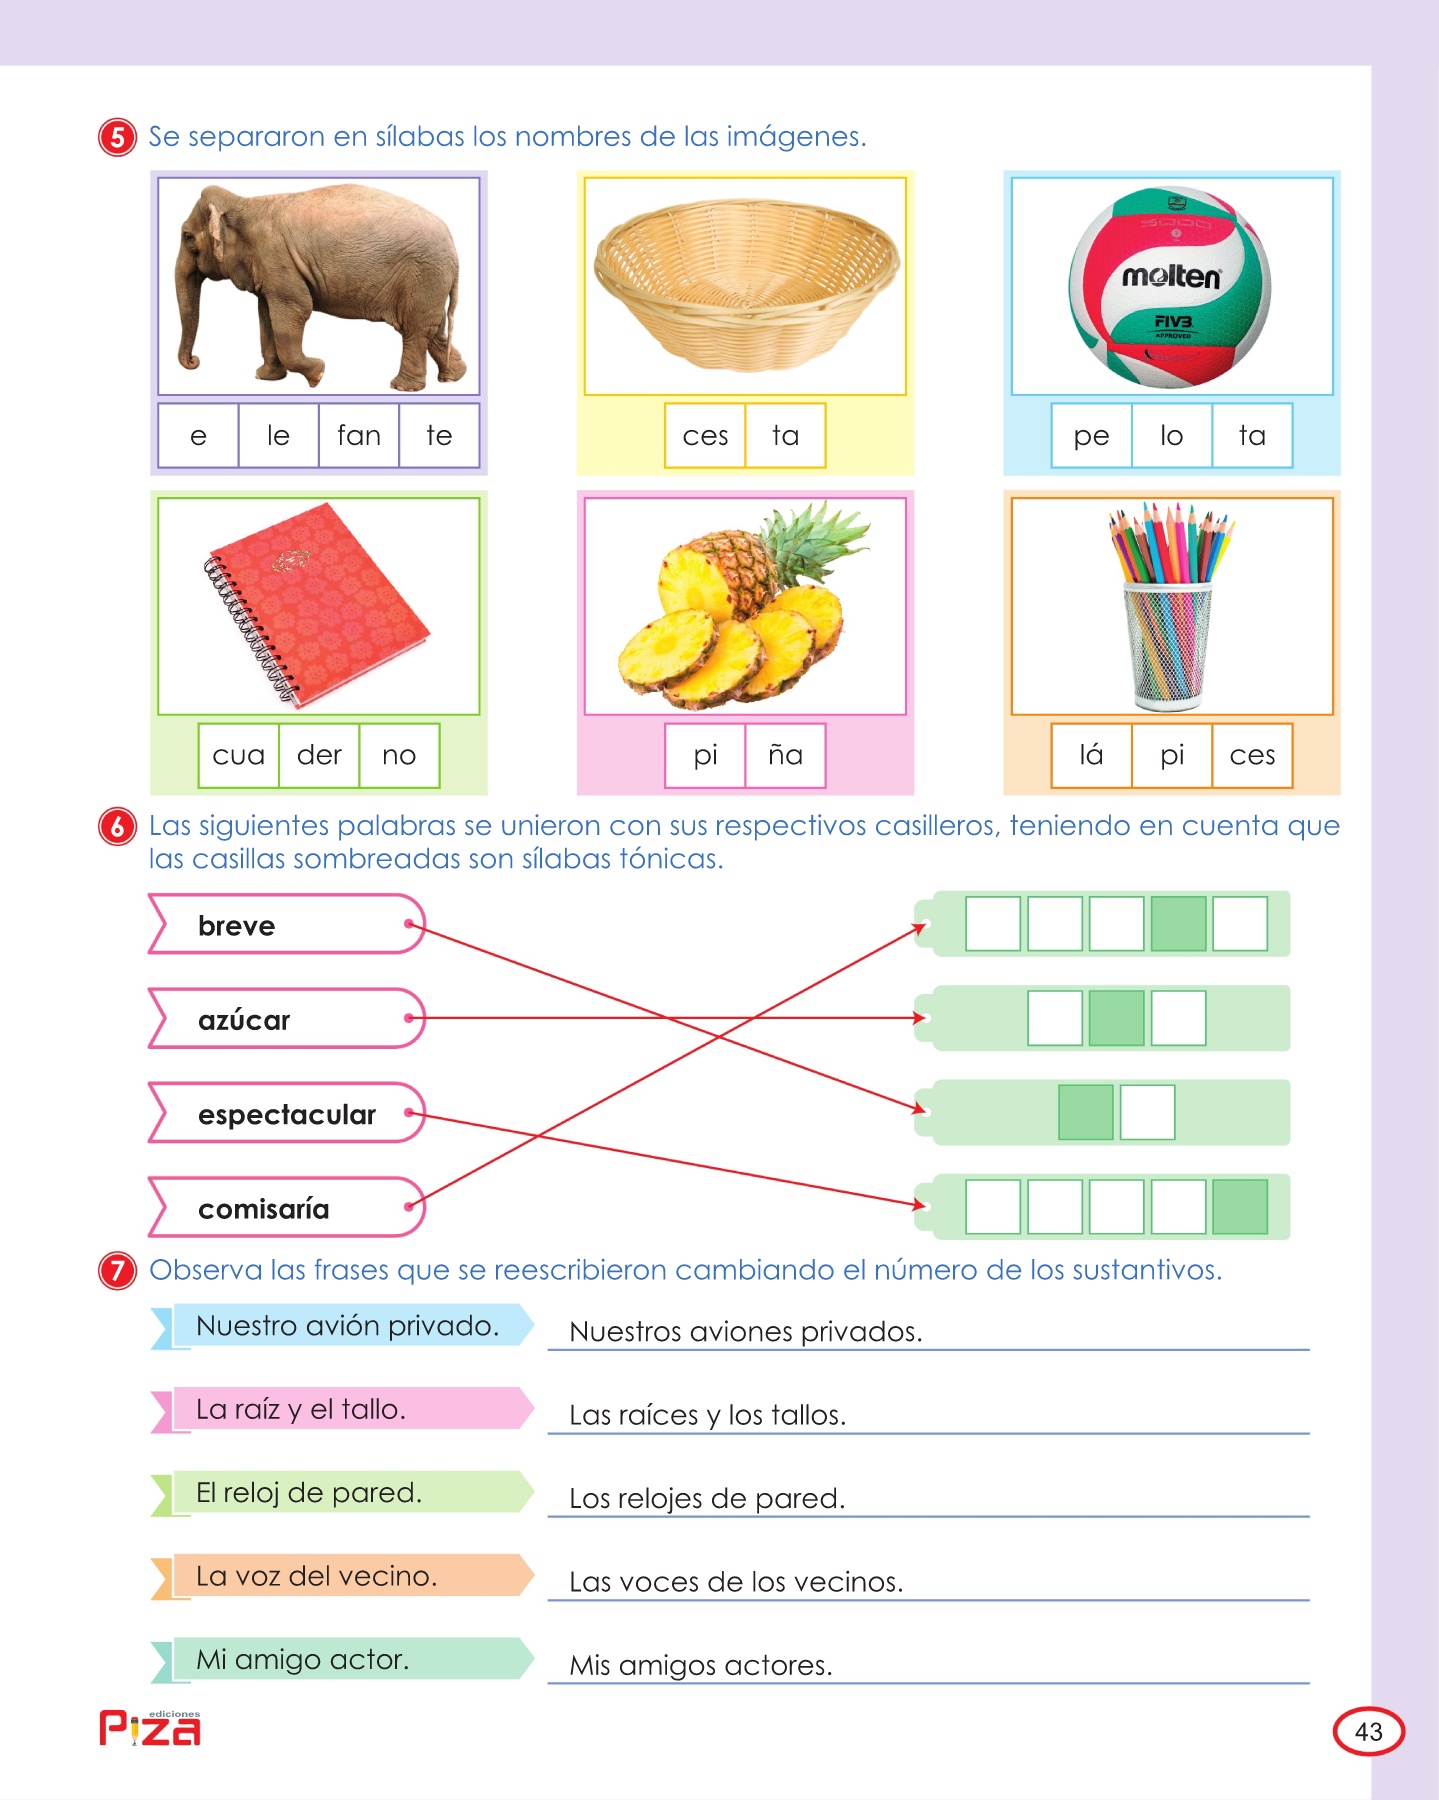 5 Se separaron en sílabas los nombres de las imágenes.
molten
FIVB
APPROVED
e le fan te
ces ta
pe lo ta
cua der no
pi ña
lá pi ces
6 Las siguientes palabras se unieron con sus respectivos casilleros, teniendo en cuenta que
las casillas sombreadas son sílabas tónicas.
breve
azúcar
espectacular
comisaría
7 Observa las frases que se reescribieron cambiando el número de los sustantivos.
Nuestro avión privado. Nuestros aviones privados.
La raíz y el tallo. Las raíces y los tallos.
El reloj de pared. Los relojes de pared.
La voz del vecino. Las voces de los vecinos.
Mi amigo actor. Mis amigos actores.
ediciones
Piza
43